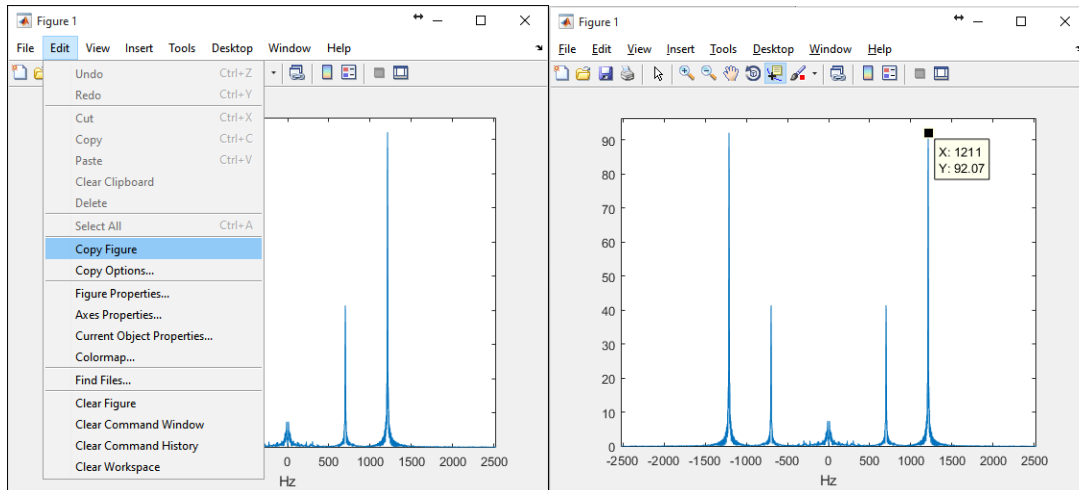 Figure 1
File Edit View Insert Tools Desktop Window Help
Undo Ctrl+Z
Redo Ctrl+Y
Cut Ctrl+X
Copy Ctrl+C
Paste Ctrl+V
Clear Clipboard
Delete
Select All Ctrl+A
Copy Figure
Copy Options...
Figure Properties...
Axes Properties...
Current Object Properties...
Colormap...
Find Files...
Clear Figure
Clear Command Window
Clear Command History
Clear Workspace
0 500 1000 1500 2000 2500
Hz
Figure 1
File Edit View Insert Tools Desktop Window Help
90
80
70
60
50
40
30
20
10
0
X: 1211
Y: 92.07
-2500 -2000 -1500 -1000 -500 0 500 1000 1500 2000 2500
Hz